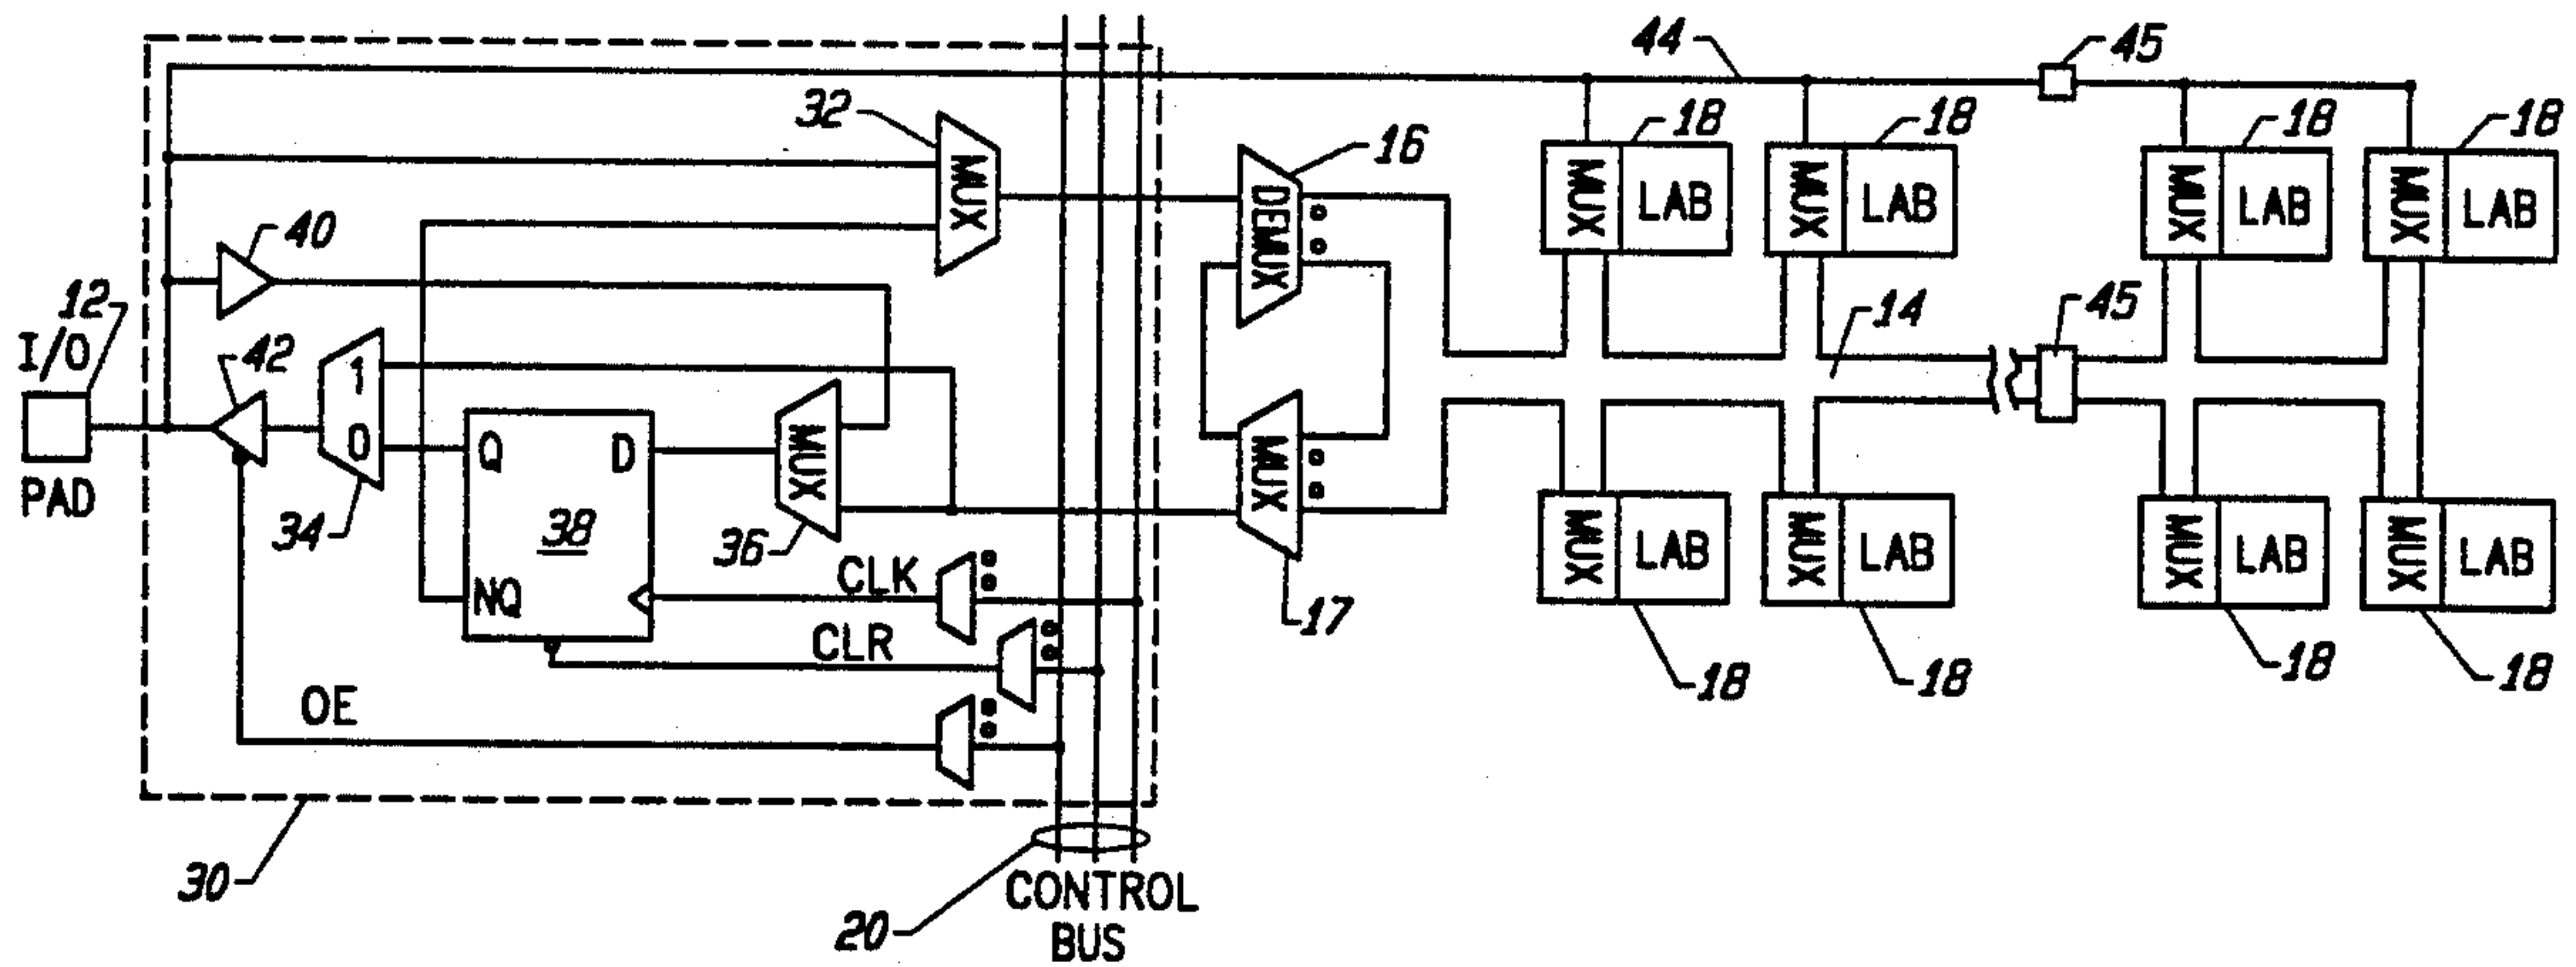 44
45
32
MUX
16
DEMUX
18
18
18
18
MUX LAB
MUX LAB
MUX LAB
MUX LAB
40
12
I/O
42
1
0
PAD
34
Q D
38
NQ
MUX
36
MUX
17
14
45
CLK
CLR
OE
MUX LAB
MUX LAB
MUX LAB
MUX LAB
18
18
18
18
30
20
CONTROL
BUS